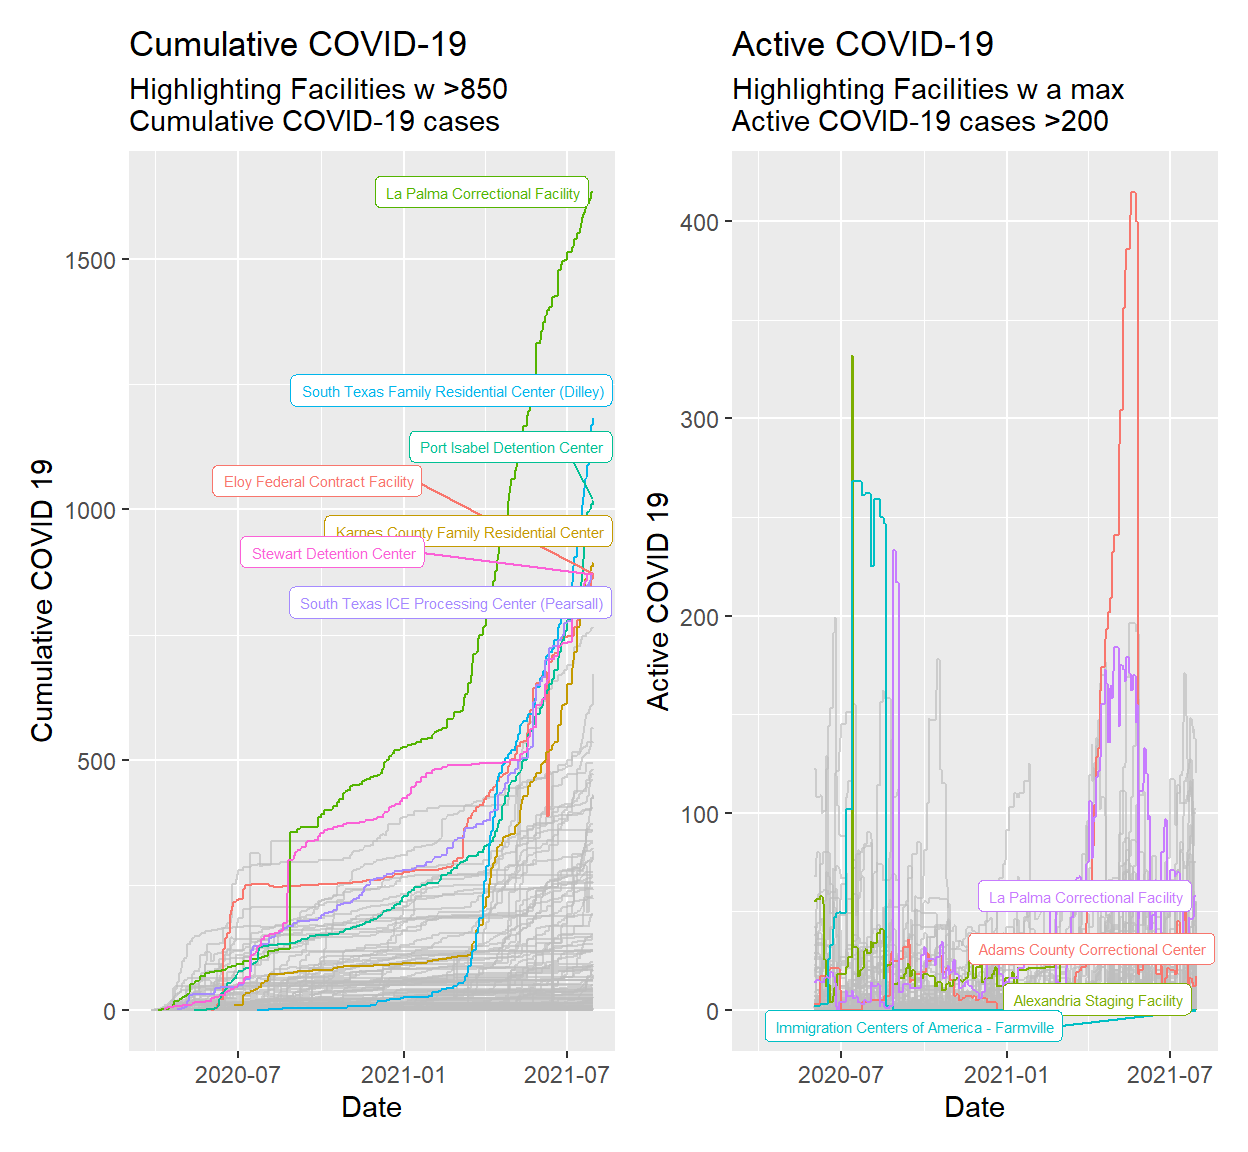 Cumulative COVID-19
Highlighting Facilities w >850
Cumulative COVID-19 cases
Cumulative COVID 19
1500
1000
500
0
La Palma Correctional Facility
South Texas Family Residential Center (Dilley)
Port Isabel Detention Center
Eloy Federal Contract Facility
Karnes County Family Residential Center
Stewart Detention Center
South Texas ICE Processing Center (Pearsall)
2020-07
2021-01
2021-07
Date
Active COVID-19
Highlighting Facilities w a max
Active COVID-19 cases >200
Active COVID 19
400
300
200
100
0
La Palma Correctional Facility
Adams County Correctional Center
Alexandria Staging Facility
Immigration Centers of America - Farmville
2020-07
2021-01
2021-07
Date